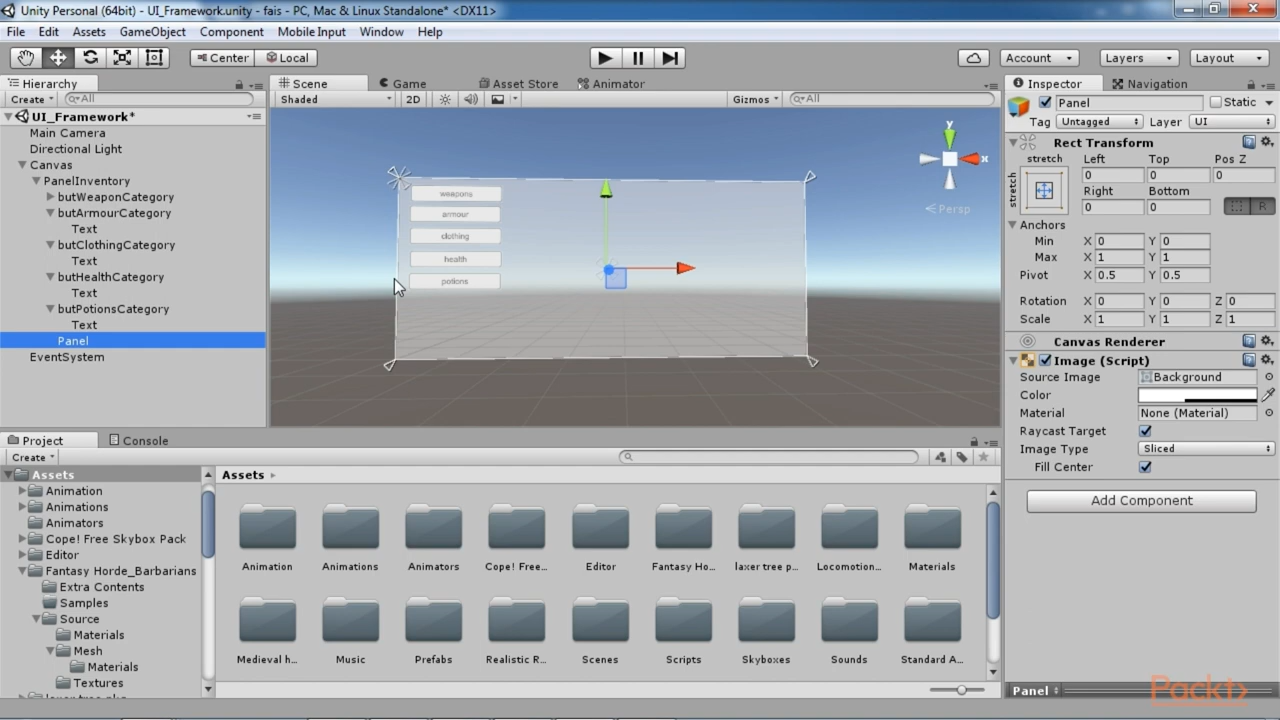 Unity Personal (64bit) - UI_Framework.unity - fais - PC, Mac & Linux Standalone* <DX11>
File Edit Assets GameObject Component Mobile Input Window Help
Center Local Account Layers Layout
Hierarchy
Create All
UI_Framework*
Main Camera
Directional Light
Canvas
PanelInventory
butWeaponCategory
butArmourCategory
Text
butClothingCategory
Text
butHealthCategory
Text
butPotionsCategory
Text
Panel
EventSystem
Scene Game Asset Store Animator
Shaded 2D Gizmos All
weapons
armour
clothing
health
potions
y
x
Persp
Inspector Navigation
Panel Static
Tag Untagged Layer UI
Rect Transform
stretch Left Top Pos Z
stretch 0 0 0
Right Bottom
0 0 R
Anchors
Min X 0 Y 0
Max X 1 Y 1
Pivot X 0.5 Y 0.5
Rotation X 0 Y 0 Z 0
Scale X 1 Y 1 Z 1
Canvas Renderer
Image (Script)
Source Image Background
Color
Material None (Material)
Raycast Target
Image Type Sliced
Fill Center
Add Component
Panel
Project Console
Create
Assets
Animation
Animations
Animators
Cope! Free Skybox Pack
Editor
Fantasy Horde_Barbarians
Extra Contents
Samples
Source
Materials
Mesh
Materials
Textures
Assets
Animation Animations Animators Cope! Free... Editor Fantasy Ho... laxer tree p... Locomotion... Materials
Medieval h... Music Prefabs Realistic R... Scenes Scripts Skyboxes Sounds Standard A...
Packt>